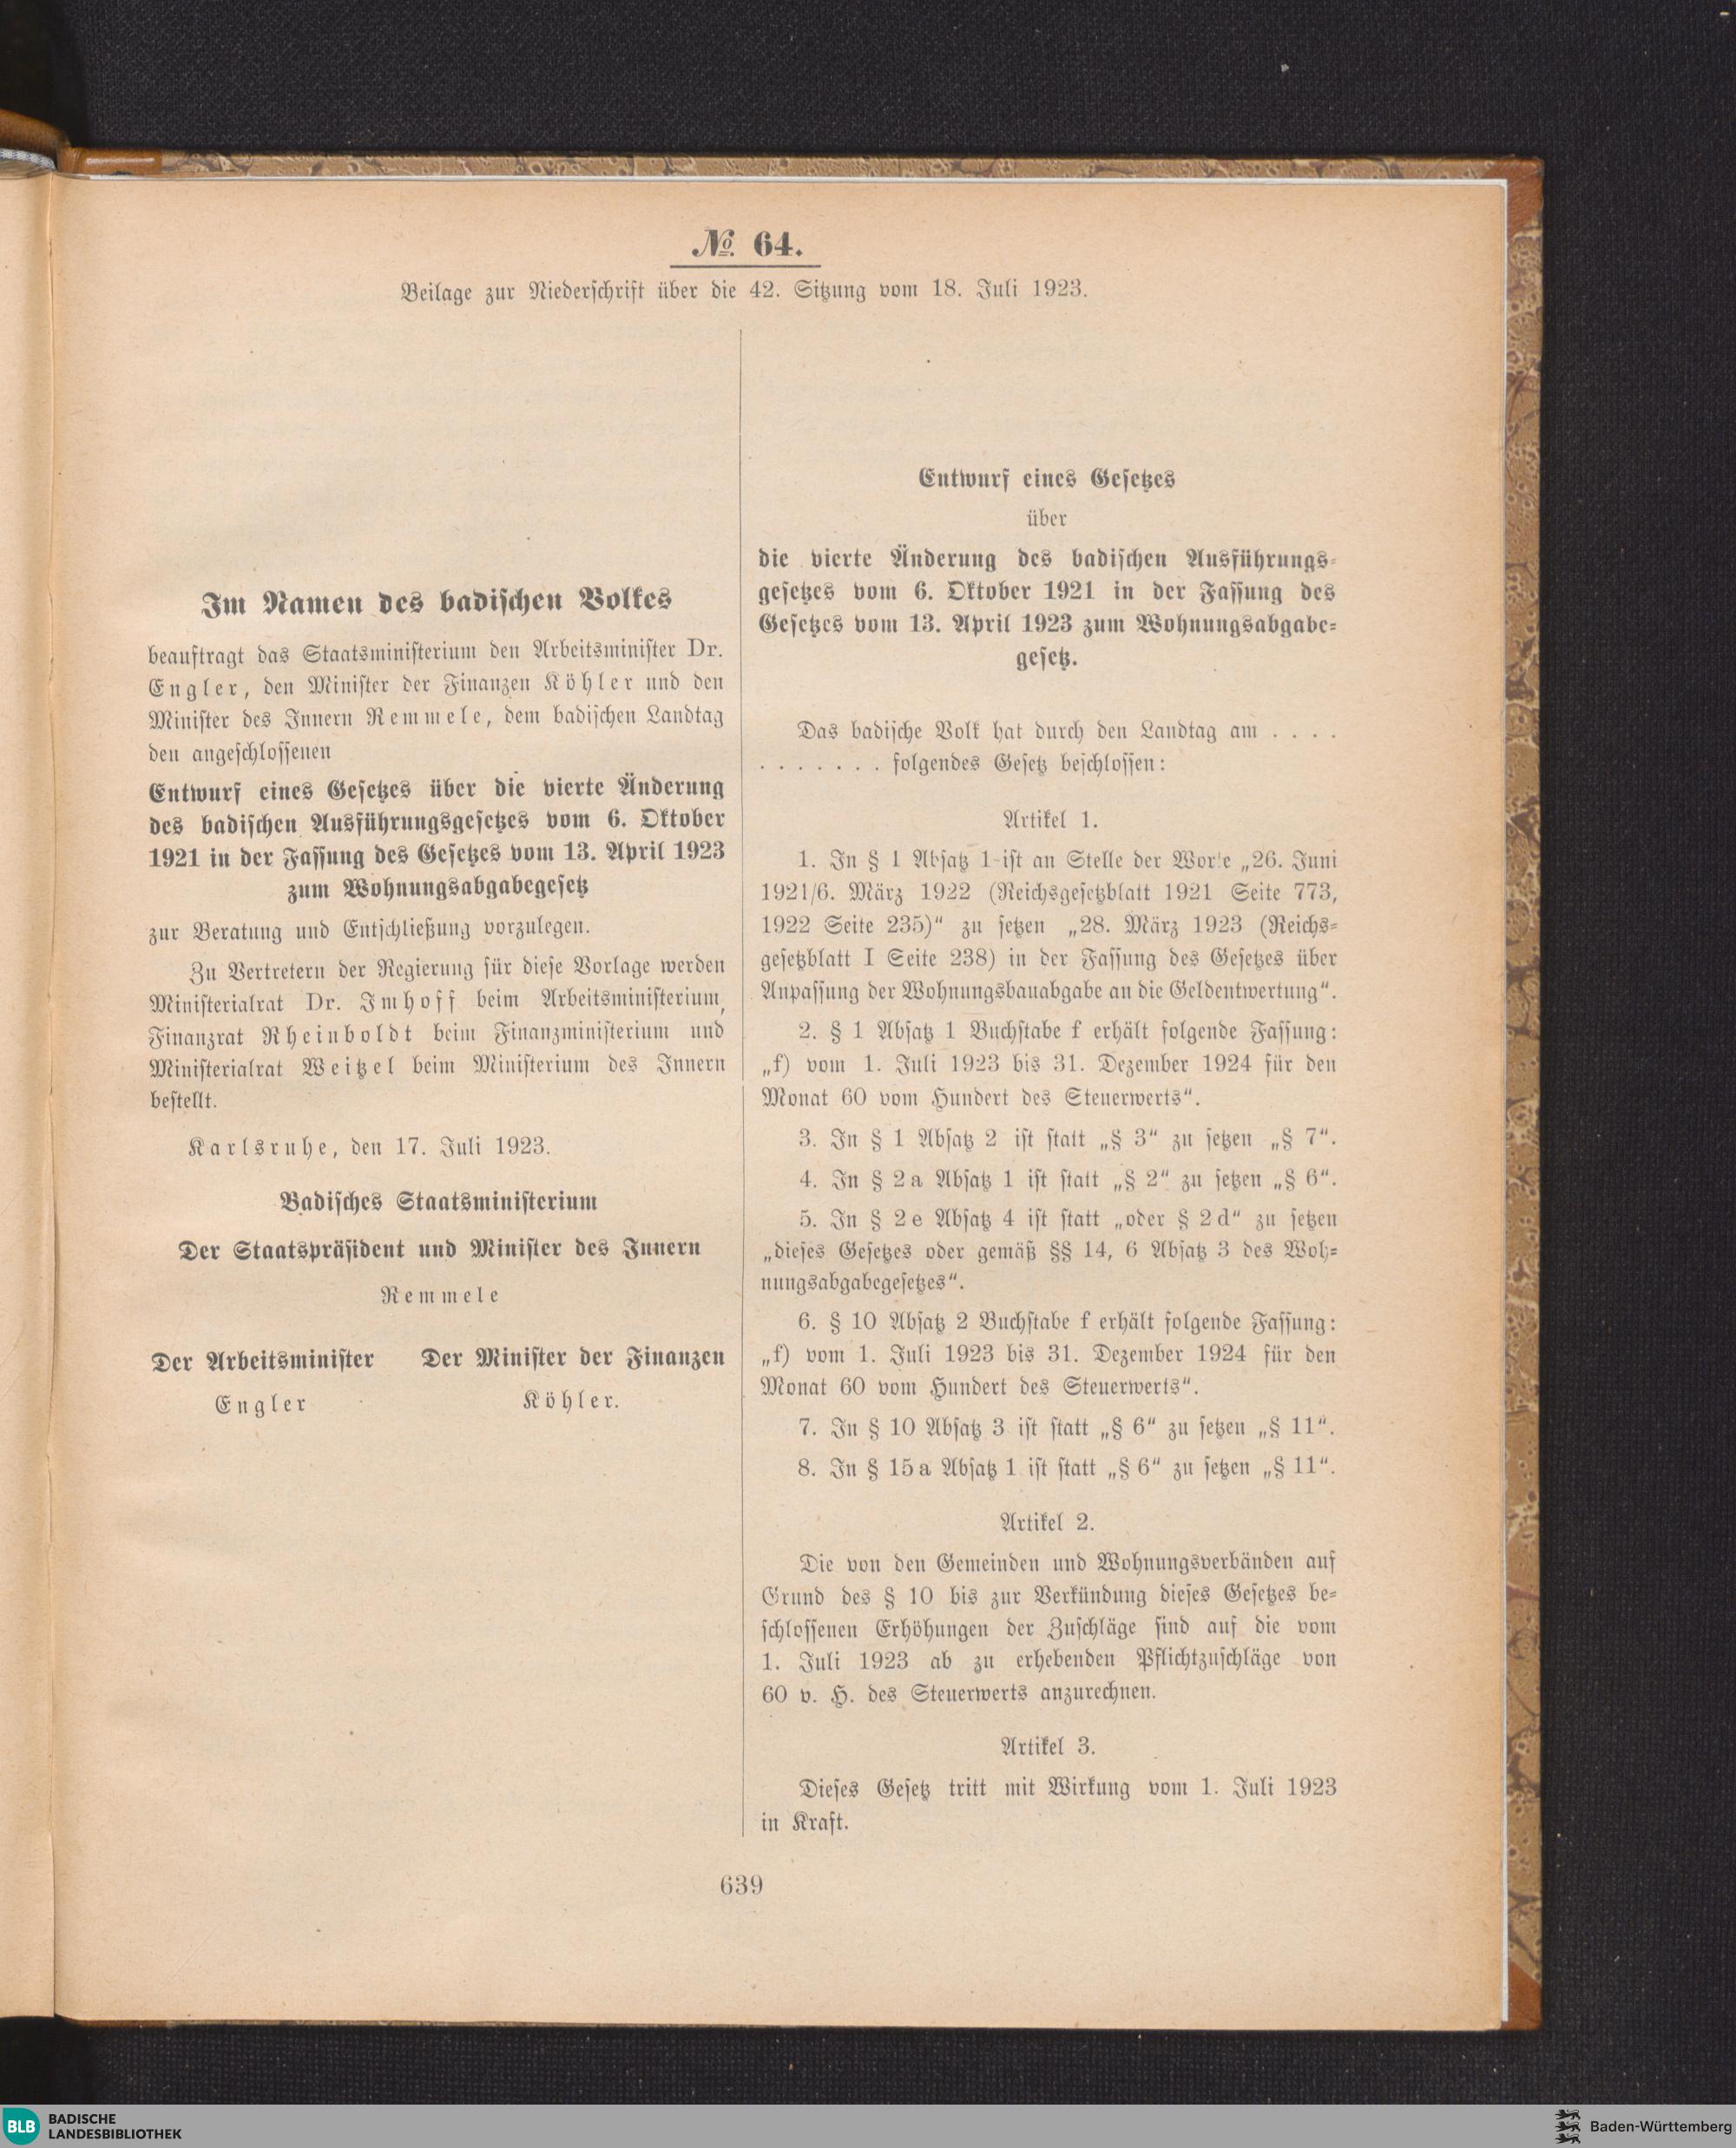 № 64.
Beilage zur Niederschrift über die 42. Sitzung vom 18. Juli 1923.
Im Namen des badischen Volkes
beauftragt das Staatsministerium den Arbeitsminister Dr.
Engler, den Minister der Finanzen Köhler und den
Minister des Innern Remmele, dem badischen Landtag
den angeschlossenen
Entwurf eines Gesetzes über die vierte Änderung
des badischen Ausführungsgesetzes vom 6. Oktober
1921 in der Fassung des Gesetzes vom 13. April 1923
zum Wohnungsabgabegesetz
zur Beratung und Entschließung vorzulegen.
Zu Vertretern der Regierung für diese Vorlage werden
Ministerialrat Dr. Imhoff beim Arbeitsministerium,
Finanzrat Rheinboldt beim Finanzministerium und
Ministerialrat Weitzel beim Ministerium des Innern
bestellt.
Karlsruhe, den 17. Juli 1923.
Badisches Staatsministerium
Der Staatspräsident und Minister des Innern
Remmele
Der Arbeitsminister Der Minister der Finanzen
Engler Köhler.
Entwurf eines Gesetzes
über
die vierte Änderung des badischen Ausführungs-
gesetzes vom 6. Oktober 1921 in der Fassung des
Gesetzes vom 13. April 1923 zum Wohnungsabgabe-
gesetz.
Das badische Volk hat durch den Landtag am . . . .
. . . . . . . folgendes Gesetz beschlossen:
Artikel 1.
1. In § 1 Absatz 1 ist an Stelle der Worte „26. Juni
1921/6. März 1922 (Reichsgesetzblatt 1921 Seite 773,
1922 Seite 235)“ zu setzen „28. März 1923 (Reichs-
gesetzblatt I Seite 238) in der Fassung des Gesetzes über
Anpassung der Wohnungsbauabgabe an die Geldentwertung“.
2. § 1 Absatz 1 Buchstabe f erhält folgende Fassung:
„f) vom 1. Juli 1923 bis 31. Dezember 1924 für den
Monat 60 vom Hundert des Steuerwerts“.
3. In § 1 Absatz 2 ist statt „§ 3“ zu setzen „§ 7“.
4. In § 2a Absatz 1 ist statt „§ 2“ zu setzen „§ 6“.
5. In § 2e Absatz 4 ist statt „oder § 2d“ zu setzen
„dieses Gesetzes oder gemäß §§ 14, 6 Absatz 3 des Woh-
nungsabgabegesetzes“.
6. § 10 Absatz 2 Buchstabe f erhält folgende Fassung:
„f) vom 1. Juli 1923 bis 31. Dezember 1924 für den
Monat 60 vom Hundert des Steuerwerts“.
7. In § 10 Absatz 3 ist statt „§ 6“ zu setzen „§ 11“.
8. In § 15a Absatz 1 ist statt „§ 6“ zu setzen „§ 11“.
Artikel 2.
Die von den Gemeinden und Wohnungsverbänden auf
Grund des § 10 bis zur Verkündung dieses Gesetzes be-
schlossenen Erhöhungen der Zuschläge sind auf die vom
1. Juli 1923 ab zu erhebenden Pflichtzuschläge von
60 v. H. des Steuerwerts anzurechnen.
Artikel 3.
Dieses Gesetz tritt mit Wirkung vom 1. Juli 1923
in Kraft.
639
BLB BADISCHE
LANDESBIBLIOTHEK
Baden-Württemberg